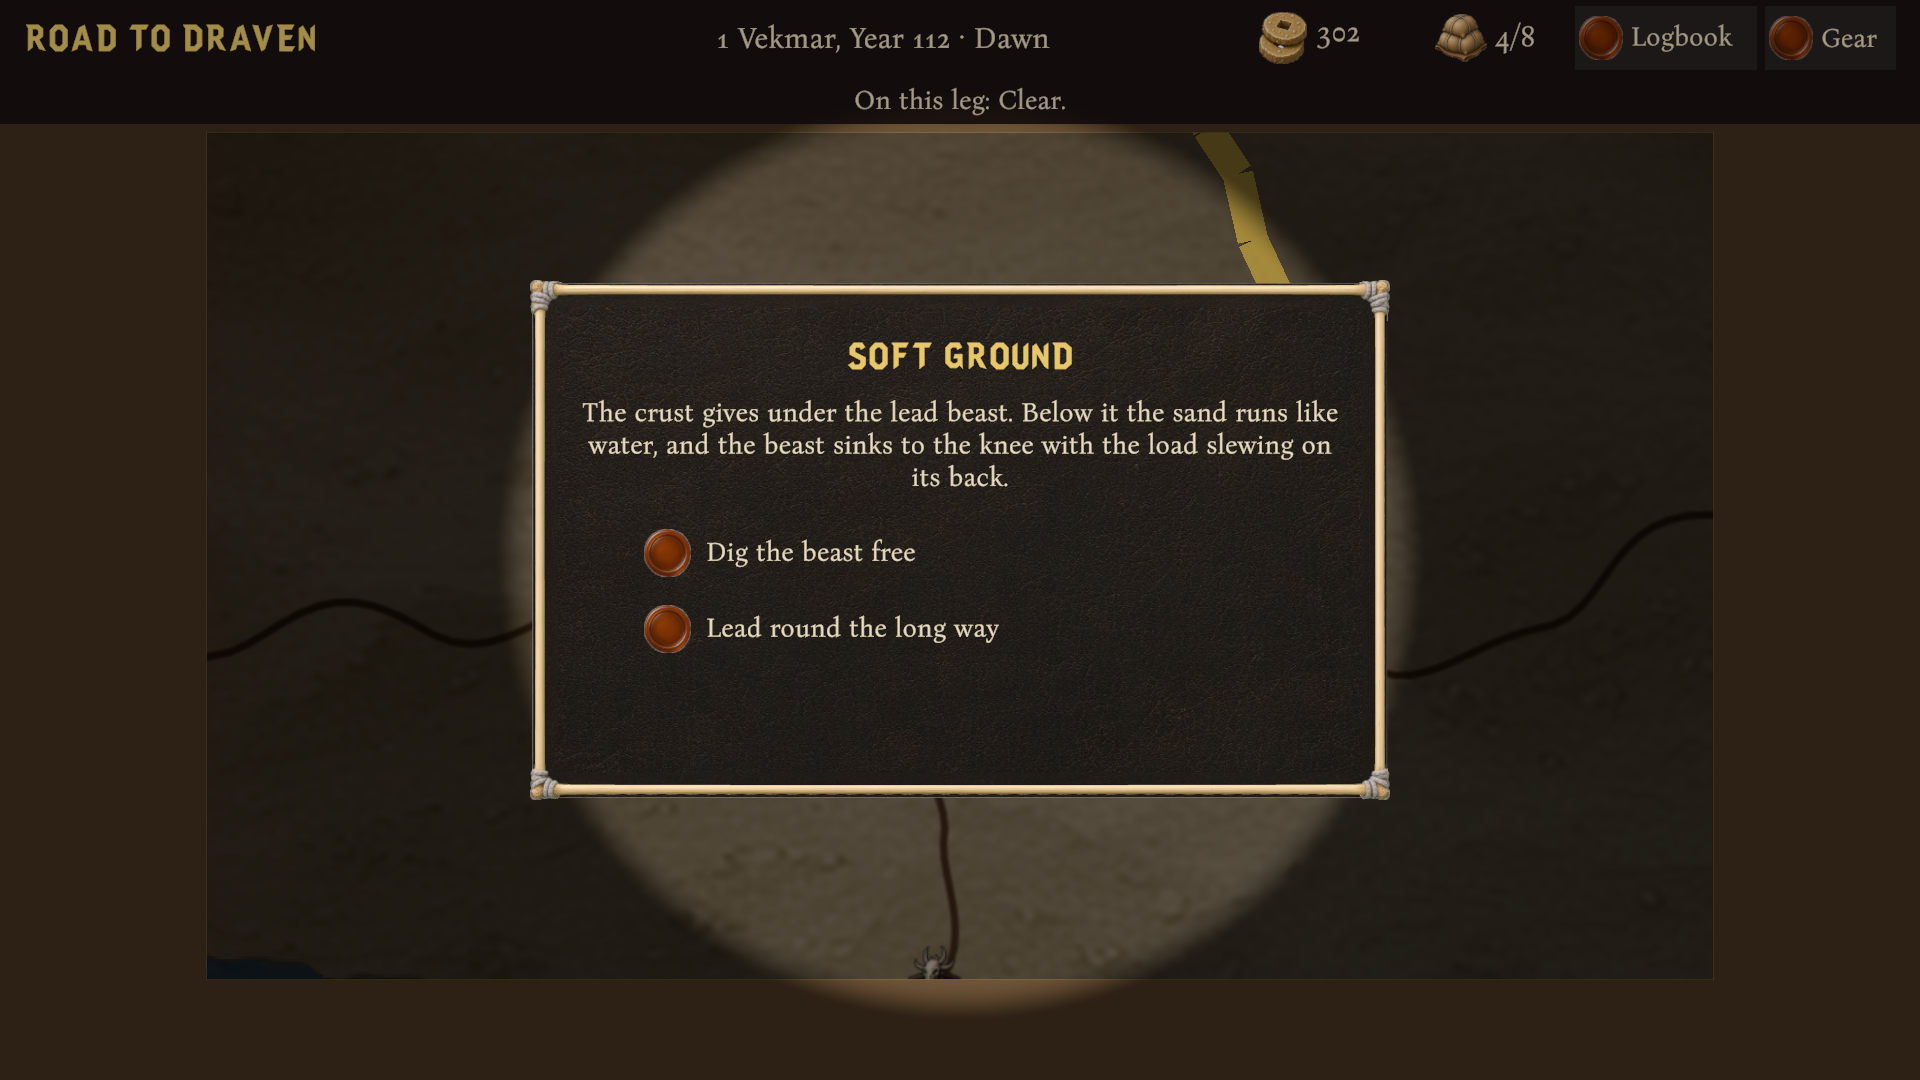 ROAD TO DRAVEN
1 Vekmar, Year 112 · Dawn
302
4/8
Logbook
Gear
On this leg: Clear.
SOFT GROUND
The crust gives under the lead beast. Below it the sand runs like
water, and the beast sinks to the knee with the load slewing on
its back.
Dig the beast free
Lead round the long way